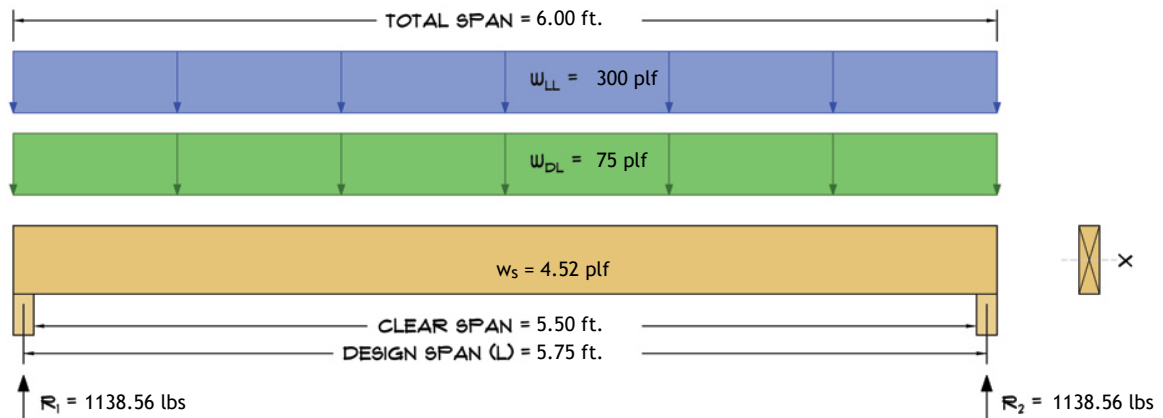 TOTAL SPAN = 6.00 ft.
WLL = 300 plf
WDL = 75 plf
ws = 4.52 plf
X
CLEAR SPAN = 5.50 ft.
DESIGN SPAN (L) = 5.75 ft.
R1 = 1138.56 lbs
R2 = 1138.56 lbs